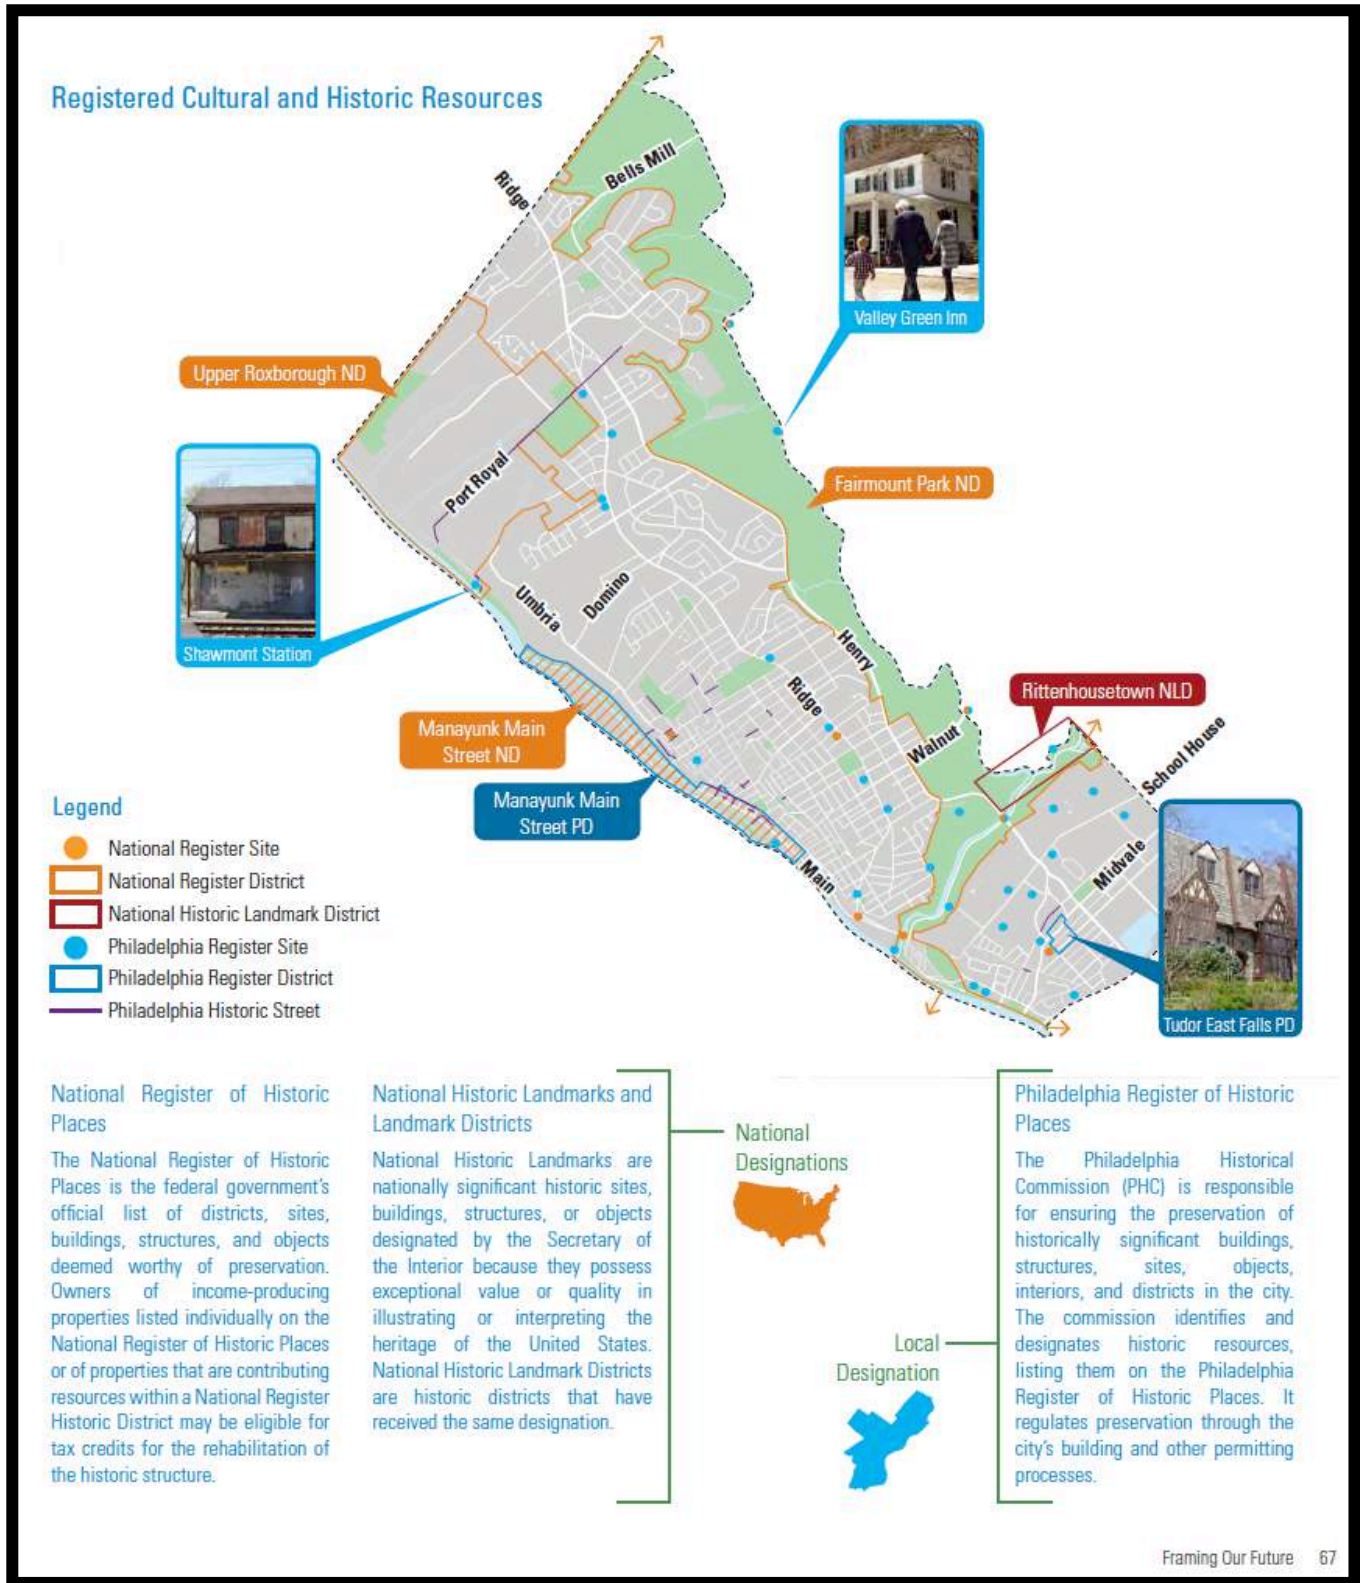 Registered Cultural and Historic Resources
Bells Mill
Ridge
Valley Green Inn
Upper Roxborough ND
Port Royal
Fairmount Park ND
Shawmont Station
Umbria
Domino
Henry
Ridge
Rittenhousetown NLD
Walnut
School House
Manayunk Main
Street ND
Manayunk Main
Street PD
Midvale
Main
Tudor East Falls PD
Legend
National Register Site
National Register District
National Historic Landmark District
Philadelphia Register Site
Philadelphia Register District
Philadelphia Historic Street
National Register of Historic
Places
The National Register of Historic
Places is the federal government's
official list of districts, sites,
buildings, structures, and objects
deemed worthy of preservation.
Owners of income-producing
properties listed individually on the
National Register of Historic Places
or of properties that are contributing
resources within a National Register
Historic District may be eligible for
tax credits for the rehabilitation of
the historic structure.
National Historic Landmarks and
Landmark Districts
National Historic Landmarks are
nationally significant historic sites,
buildings, structures, or objects
designated by the Secretary of
the Interior because they possess
exceptional value or quality in
illustrating or interpreting the
heritage of the United States.
National Historic Landmark Districts
are historic districts that have
received the same designation.
National
Designations
Local
Designation
Philadelphia Register of Historic
Places
The Philadelphia Historical
Commission (PHC) is responsible
for ensuring the preservation of
historically significant buildings,
structures, sites, objects,
interiors, and districts in the city.
The commission identifies and
designates historic resources,
listing them on the Philadelphia
Register of Historic Places. It
regulates preservation through the
city's building and other permitting
processes.
Framing Our Future 67